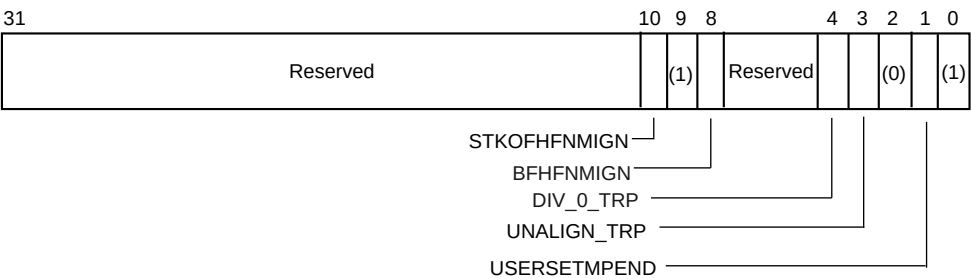 31 10 9 8 4 3 2 1 0
Reserved (1) Reserved (0) (1)
STKOFHFNMIGN
BFHFNMIGN
DIV_0_TRP
UNALIGN_TRP
USERSETMPEND